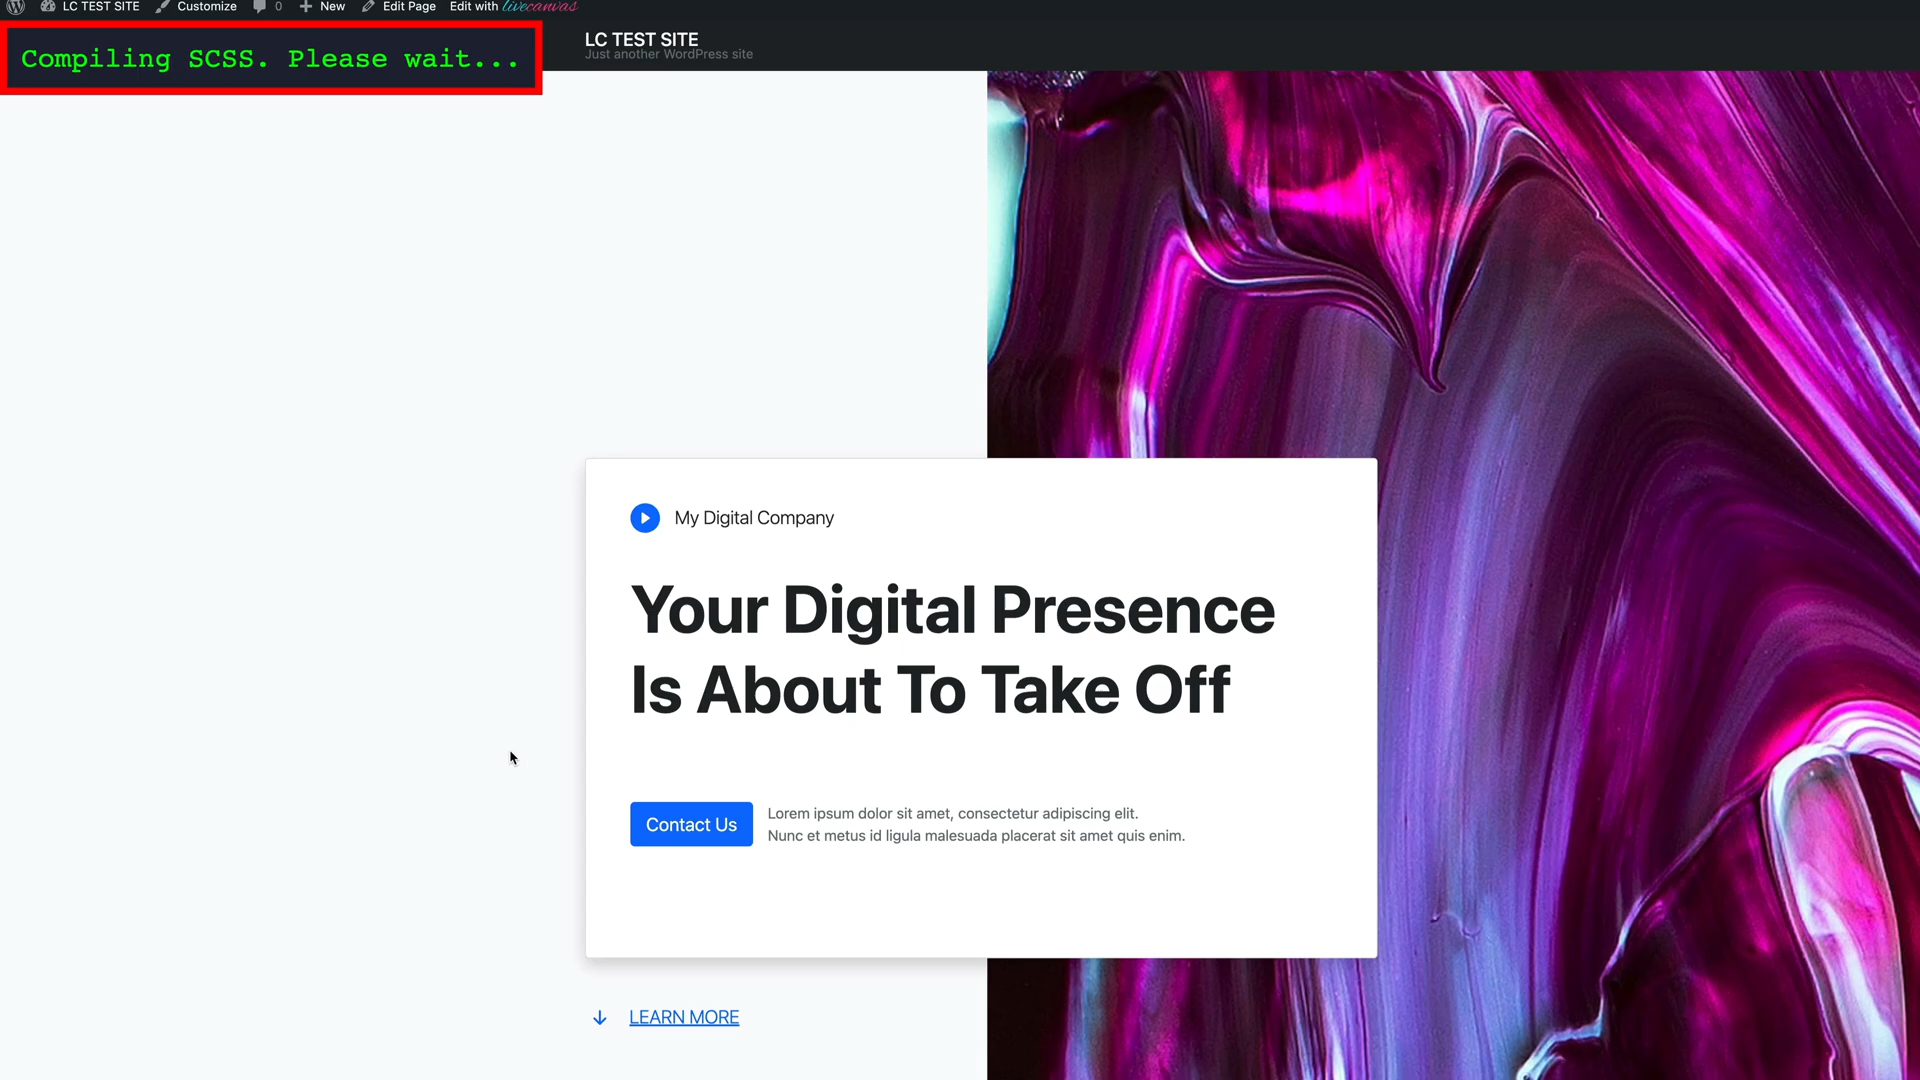 LC TEST SITE Customize 0 New Edit Page Edit with livecanvas
Compiling SCSS. Please wait...
LC TEST SITE
Just another WordPress site
My Digital Company
Your Digital Presence
Is About To Take Off
Contact Us
Lorem ipsum dolor sit amet, consectetur adipiscing elit.
Nunc et metus id ligula malesuada placerat sit amet quis enim.
LEARN MORE